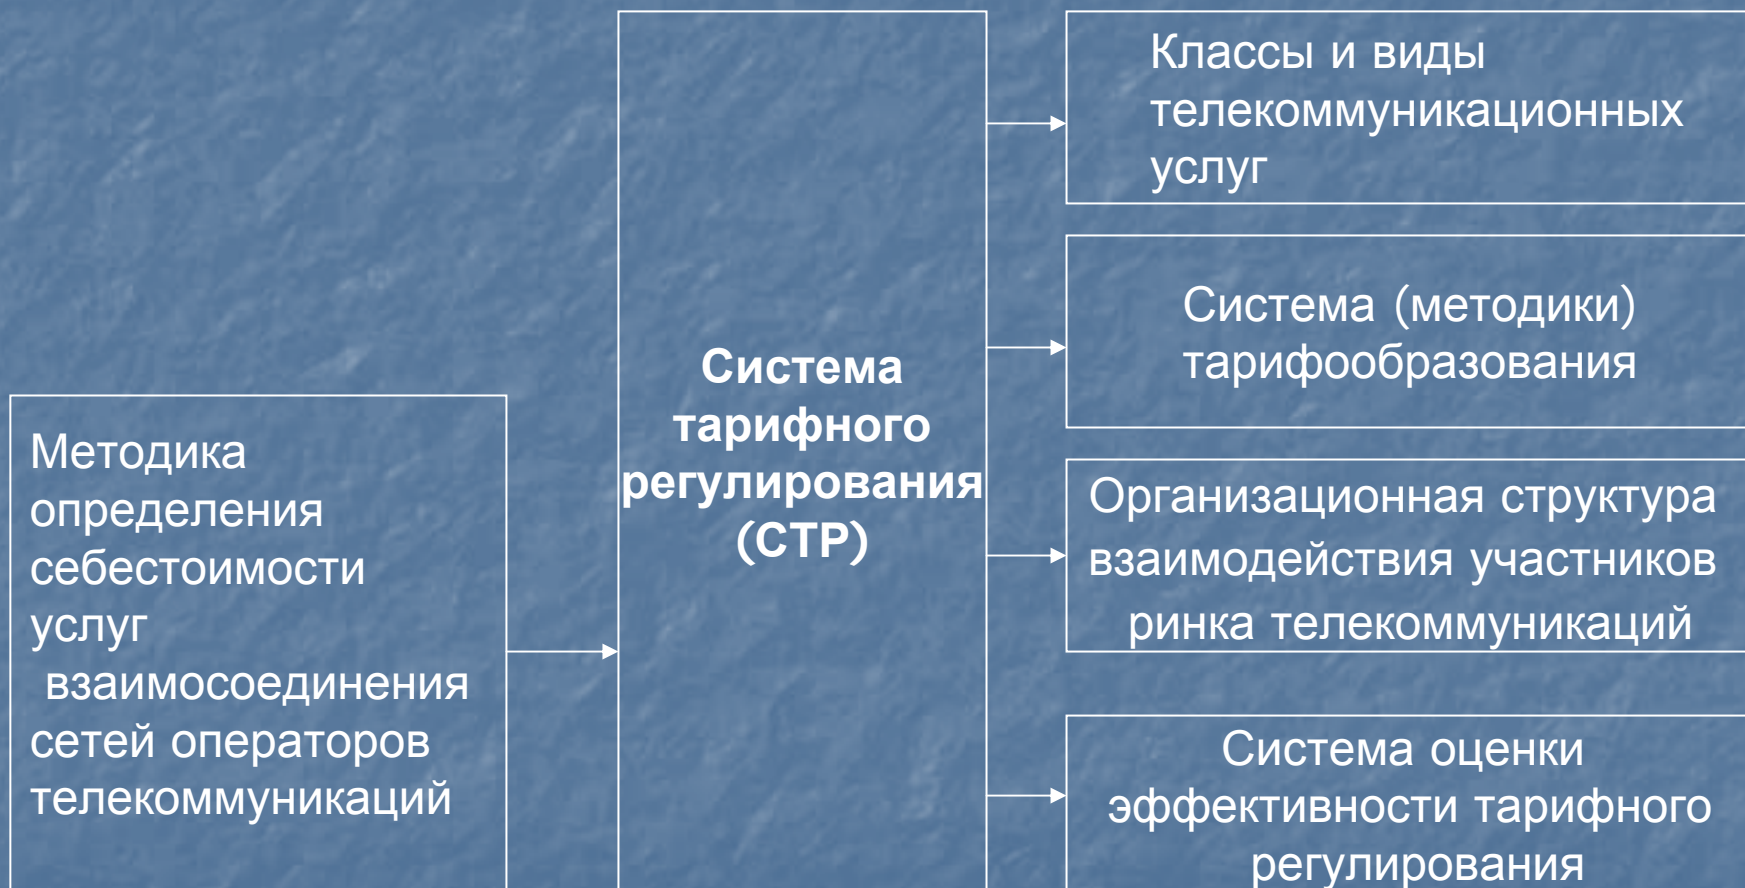 Методика
определения
себестоимости
услуг
взаимосоединения
сетей операторов
телекоммуникаций
Система
тарифного
регулирования
(СТР)
Классы и виды
телекоммуникационных
услуг
Система (методики)
тарифообразования
Организационная структура
взаимодействия участников
ринка телекоммуникаций
Система оценки
эффективности тарифного
регулирования